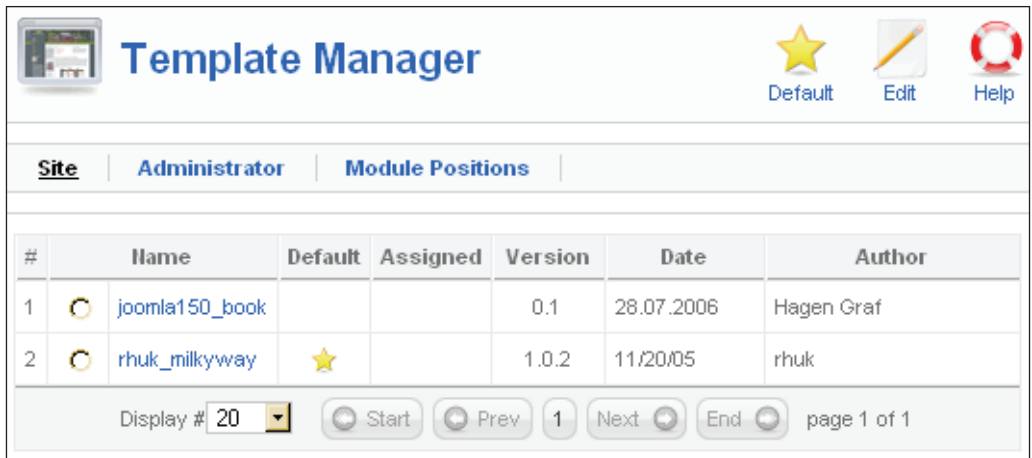 Template Manager
Default Edit Help
Site Administrator Module Positions
# Name Default Assigned Version Date Author
1 joomla150_book 0.1 28.07.2006 Hagen Graf
2 rhuk_milkyway 1.0.2 11/20/05 rhuk
Display # 20 Start Prev 1 Next End page 1 of 1